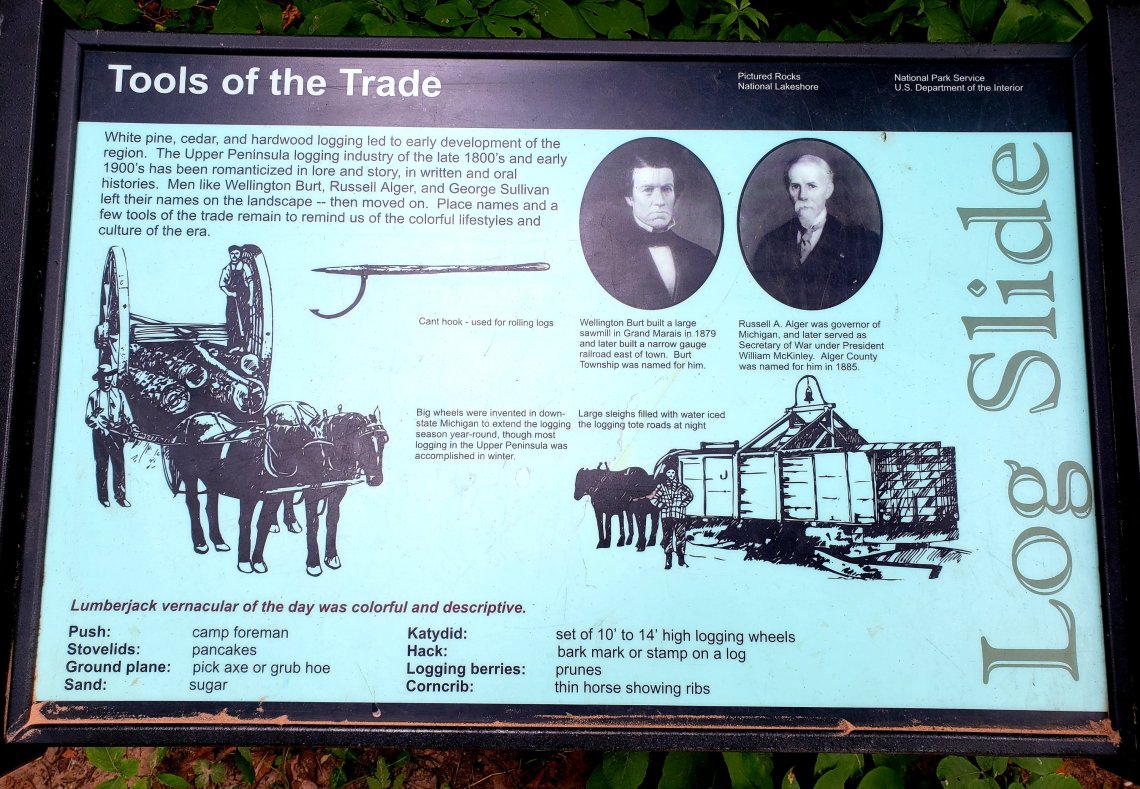 Tools of the Trade
Pictured Rocks
National Lakeshore
National Park Service
U.S. Department of the Interior
White pine, cedar, and hardwood logging led to early development of the
region. The Upper Peninsula logging industry of the late 1800's and early
1900's has been romanticized in lore and story, in written and oral
histories. Men like Wellington Burt, Russell Alger, and George Sullivan
left their names on the landscape -- then moved on. Place names and a
few tools of the trade remain to remind us of the colorful lifestyles and
culture of the era.
Cant hook - used for rolling logs
Wellington Burt built a large
sawmill in Grand Marais in 1879
and later built a narrow gauge
railroad east of town. Burt
Township was named for him.
Russell A. Alger was governor of
Michigan, and later served as
Secretary of War under President
William McKinley. Alger County
was named for him in 1885.
Big wheels were invented in down-
state Michigan to extend the logging
season year-round, though most
logging in the Upper Peninsula was
accomplished in winter.
Large sleighs filled with water iced
the logging tote roads at night
Log Slide
Lumberjack vernacular of the day was colorful and descriptive.
Push: camp foreman
Stovelids: pancakes
Ground plane: pick axe or grub hoe
Sand: sugar
Katydid: set of 10' to 14' high logging wheels
Hack: bark mark or stamp on a log
Logging berries: prunes
Corncrib: thin horse showing ribs